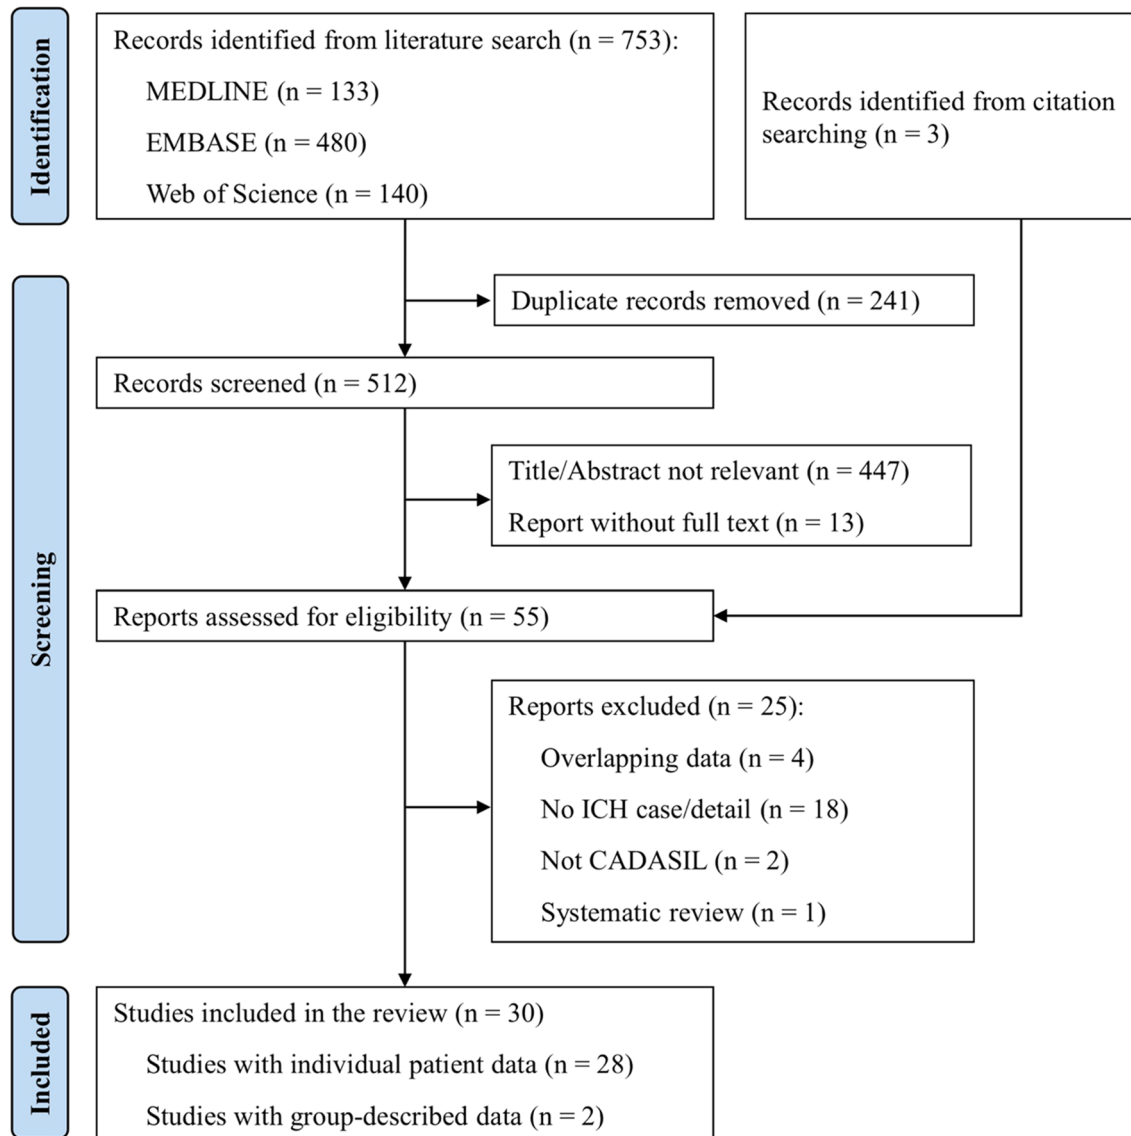 Identification
Records identified from literature search (n = 753):
MEDLINE (n = 133)
EMBASE (n = 480)
Web of Science (n = 140)
Records identified from citation
searching (n = 3)
Screening
Duplicate records removed (n = 241)
Records screened (n = 512)
Title/Abstract not relevant (n = 447)
Report without full text (n = 13)
Reports assessed for eligibility (n = 55)
Reports excluded (n = 25):
Overlapping data (n = 4)
No ICH case/detail (n = 18)
Not CADASIL (n = 2)
Systematic review (n = 1)
Included
Studies included in the review (n = 30)
Studies with individual patient data (n = 28)
Studies with group-described data (n = 2)